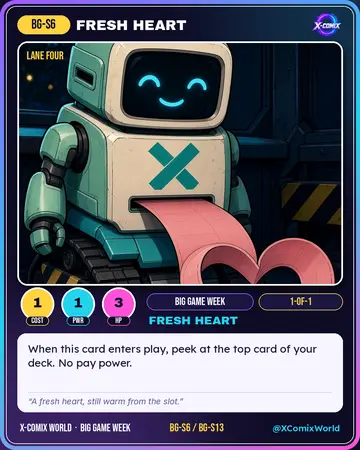 BG-S6 FRESH HEART X-COMIX
LANE FOUR
1 1 3 BIG GAME WEEK 1-OF-1
COST PWR HP FRESH HEART
When this card enters play, peek at the top card of your
deck. No pay power.
"A fresh heart, still warm from the slot."
X-COMIX WORLD · BIG GAME WEEK BG-S6 / BG-S13 @XComixWorld